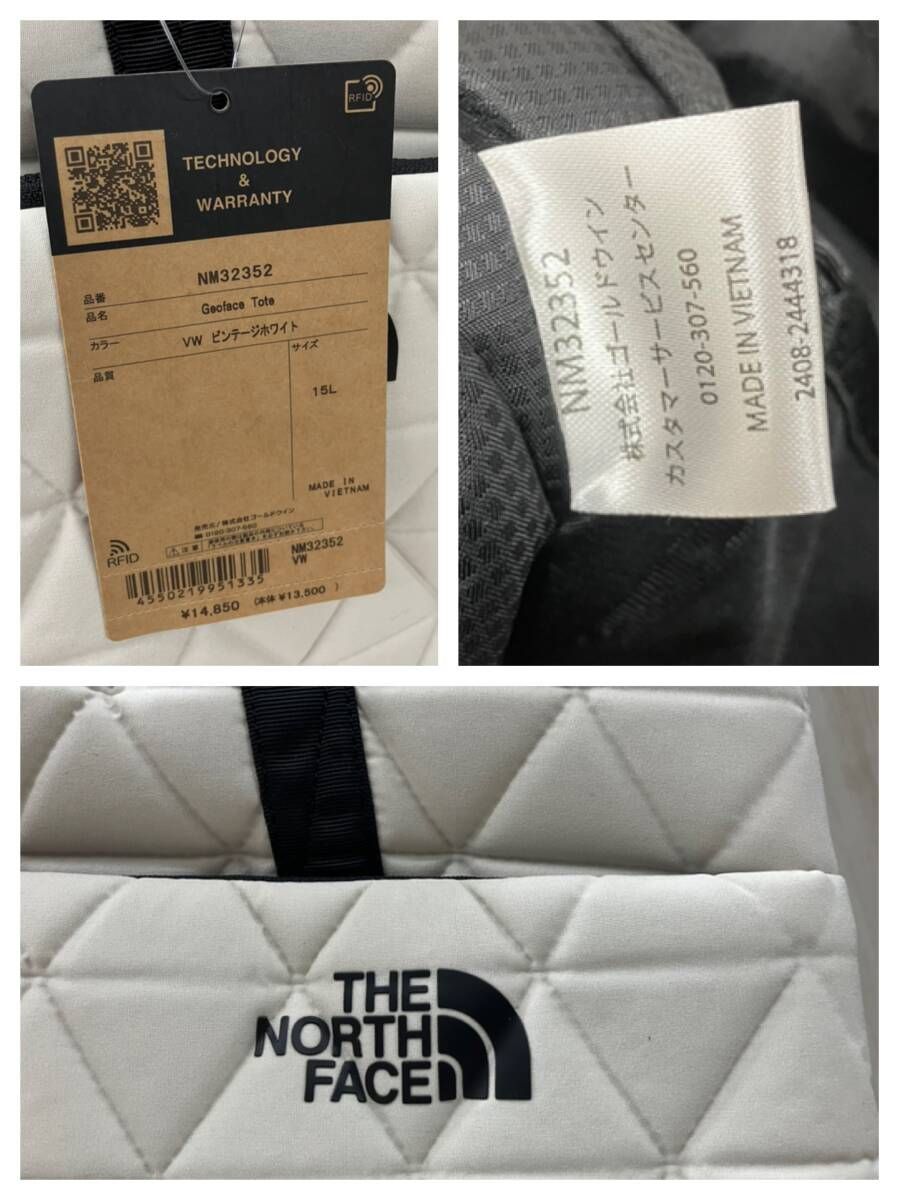 RFID
TECHNOLOGY
&
WARRANTY
品番 NM32352
品名 Geoface Tote
カラー VW ビンテージホワイト
品質
サイズ
15L
MADE IN
VIETNAM
発売元/株式会社ゴールドウイン
0120-307-560
注意
RFID
NM32352
VW
4550219951335
¥14,850 (本体 ¥13,500)
NM32352
株式会社ゴールドウイン
カスタマーサービスセンター
0120-307-560
MADE IN VIETNAM
2408-2444318
THE
NORTH
FACE